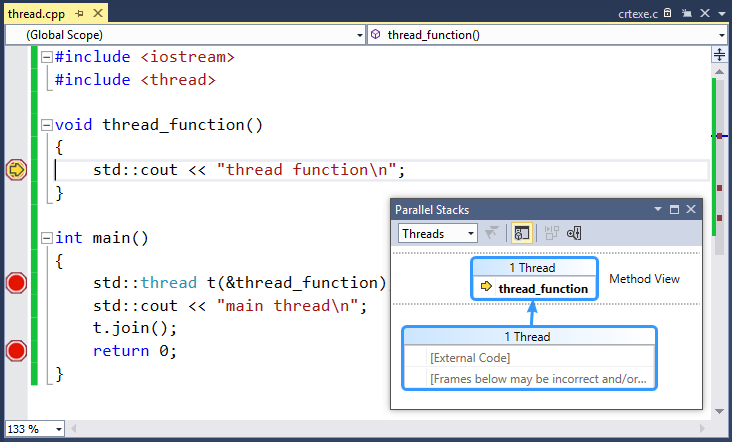 thread.cpp
crtexe.c
(Global Scope)
thread_function()
#include <iostream>
#include <thread>
void thread_function()
{
std::cout << "thread function\n";
}
int main()
{
std::thread t(&thread_function)
std::cout << "main thread\n";
t.join();
return 0;
}
Parallel Stacks
Threads
1 Thread
thread_function
Method View
1 Thread
[External Code]
[Frames below may be incorrect and/or...
133 %